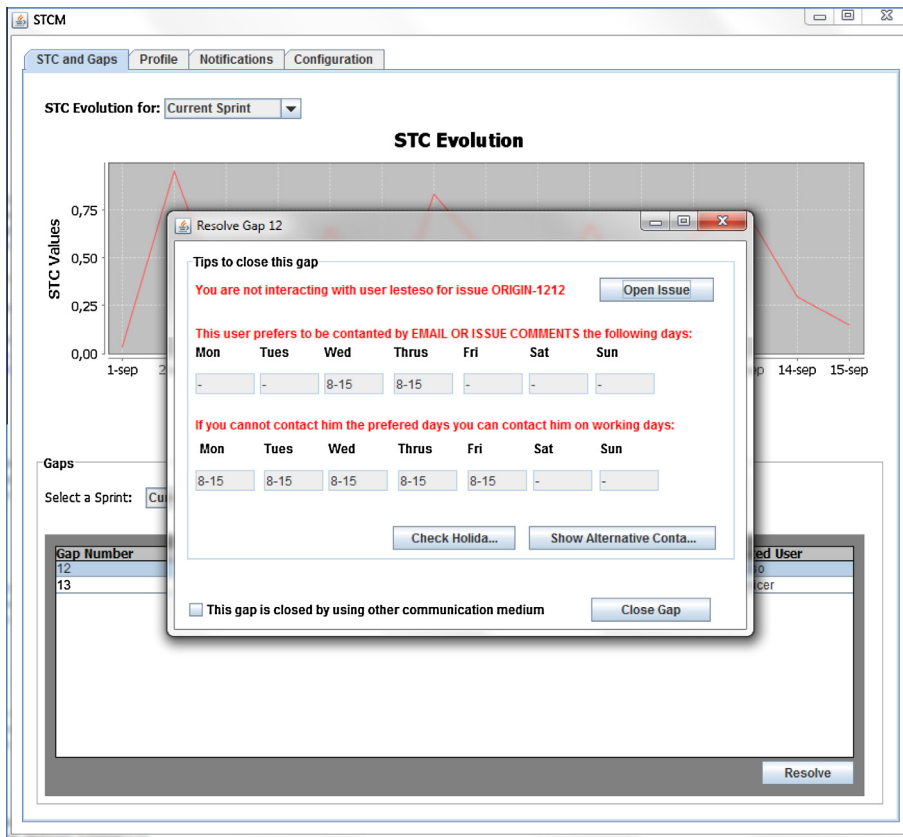 STCM
STC and Gaps Profile Notifications Configuration
STC Evolution for: Current Sprint
STC Evolution
STC Values
0,75
0,50
0,25
0,00
1-sep 14-sep 15-sep
Resolve Gap 12
Tips to close this gap
You are not interacting with user lesteso for issue ORIGIN-1212 Open Issue
This user prefers to be contanted by EMAIL OR ISSUE COMMENTS the following days:
Mon Tues Wed Thrus Fri Sat Sun
- - 8-15 8-15 - - -
If you cannot contact him the prefered days you can contact him on working days:
Mon Tues Wed Thrus Fri Sat Sun
8-15 8-15 8-15 8-15 8-15 - -
Check Holida... Show Alternative Conta...
This gap is closed by using other communication medium Close Gap
Gaps
Select a Sprint:
Gap Number User
12
13
Resolve